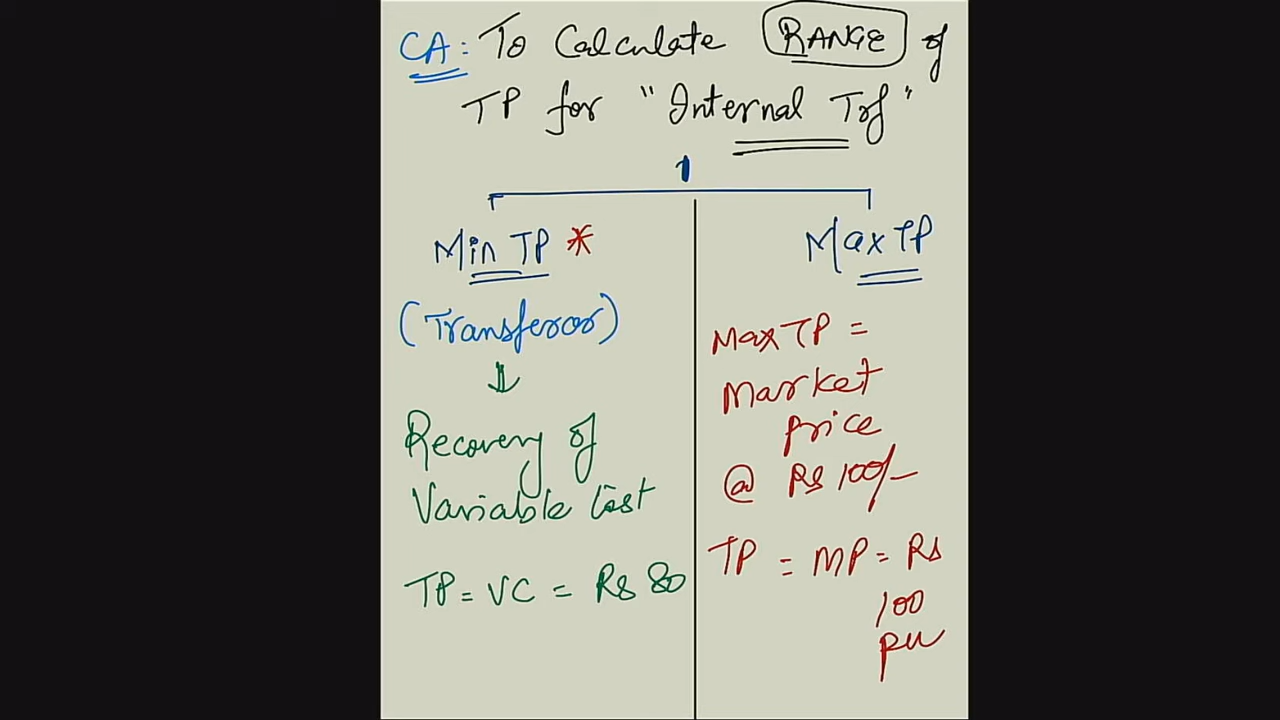 CA: To Calculate RANGE of
TP for "Internal Trf"
Min TP *
(Transferor)
Recovery of
Variable Cost
TP = VC = Rs 80
Max TP
Max TP =
Market
price
@ Rs 100/-
TP = MP = Rs
100
pu